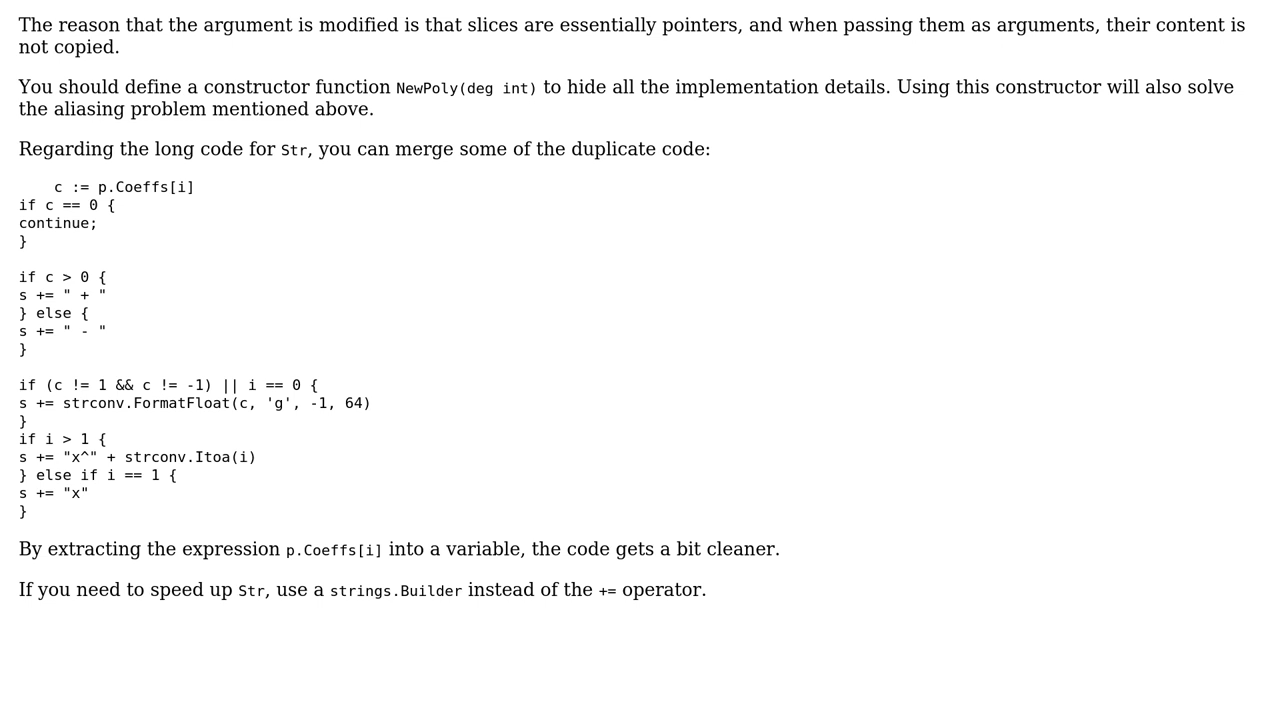 The reason that the argument is modified is that slices are essentially pointers, and when passing them as arguments, their content is
not copied.
You should define a constructor function NewPoly(deg int) to hide all the implementation details. Using this constructor will also solve
the aliasing problem mentioned above.
Regarding the long code for Str, you can merge some of the duplicate code:
    c := p.Coeffs[i]
if c == 0 {
continue;
}

if c > 0 {
s += " + "
} else {
s += " - "
}

if (c != 1 && c != -1) || i == 0 {
s += strconv.FormatFloat(c, 'g', -1, 64)
}
if i > 1 {
s += "x^" + strconv.Itoa(i)
} else if i == 1 {
s += "x"
}
By extracting the expression p.Coeffs[i] into a variable, the code gets a bit cleaner.
If you need to speed up Str, use a strings.Builder instead of the += operator.